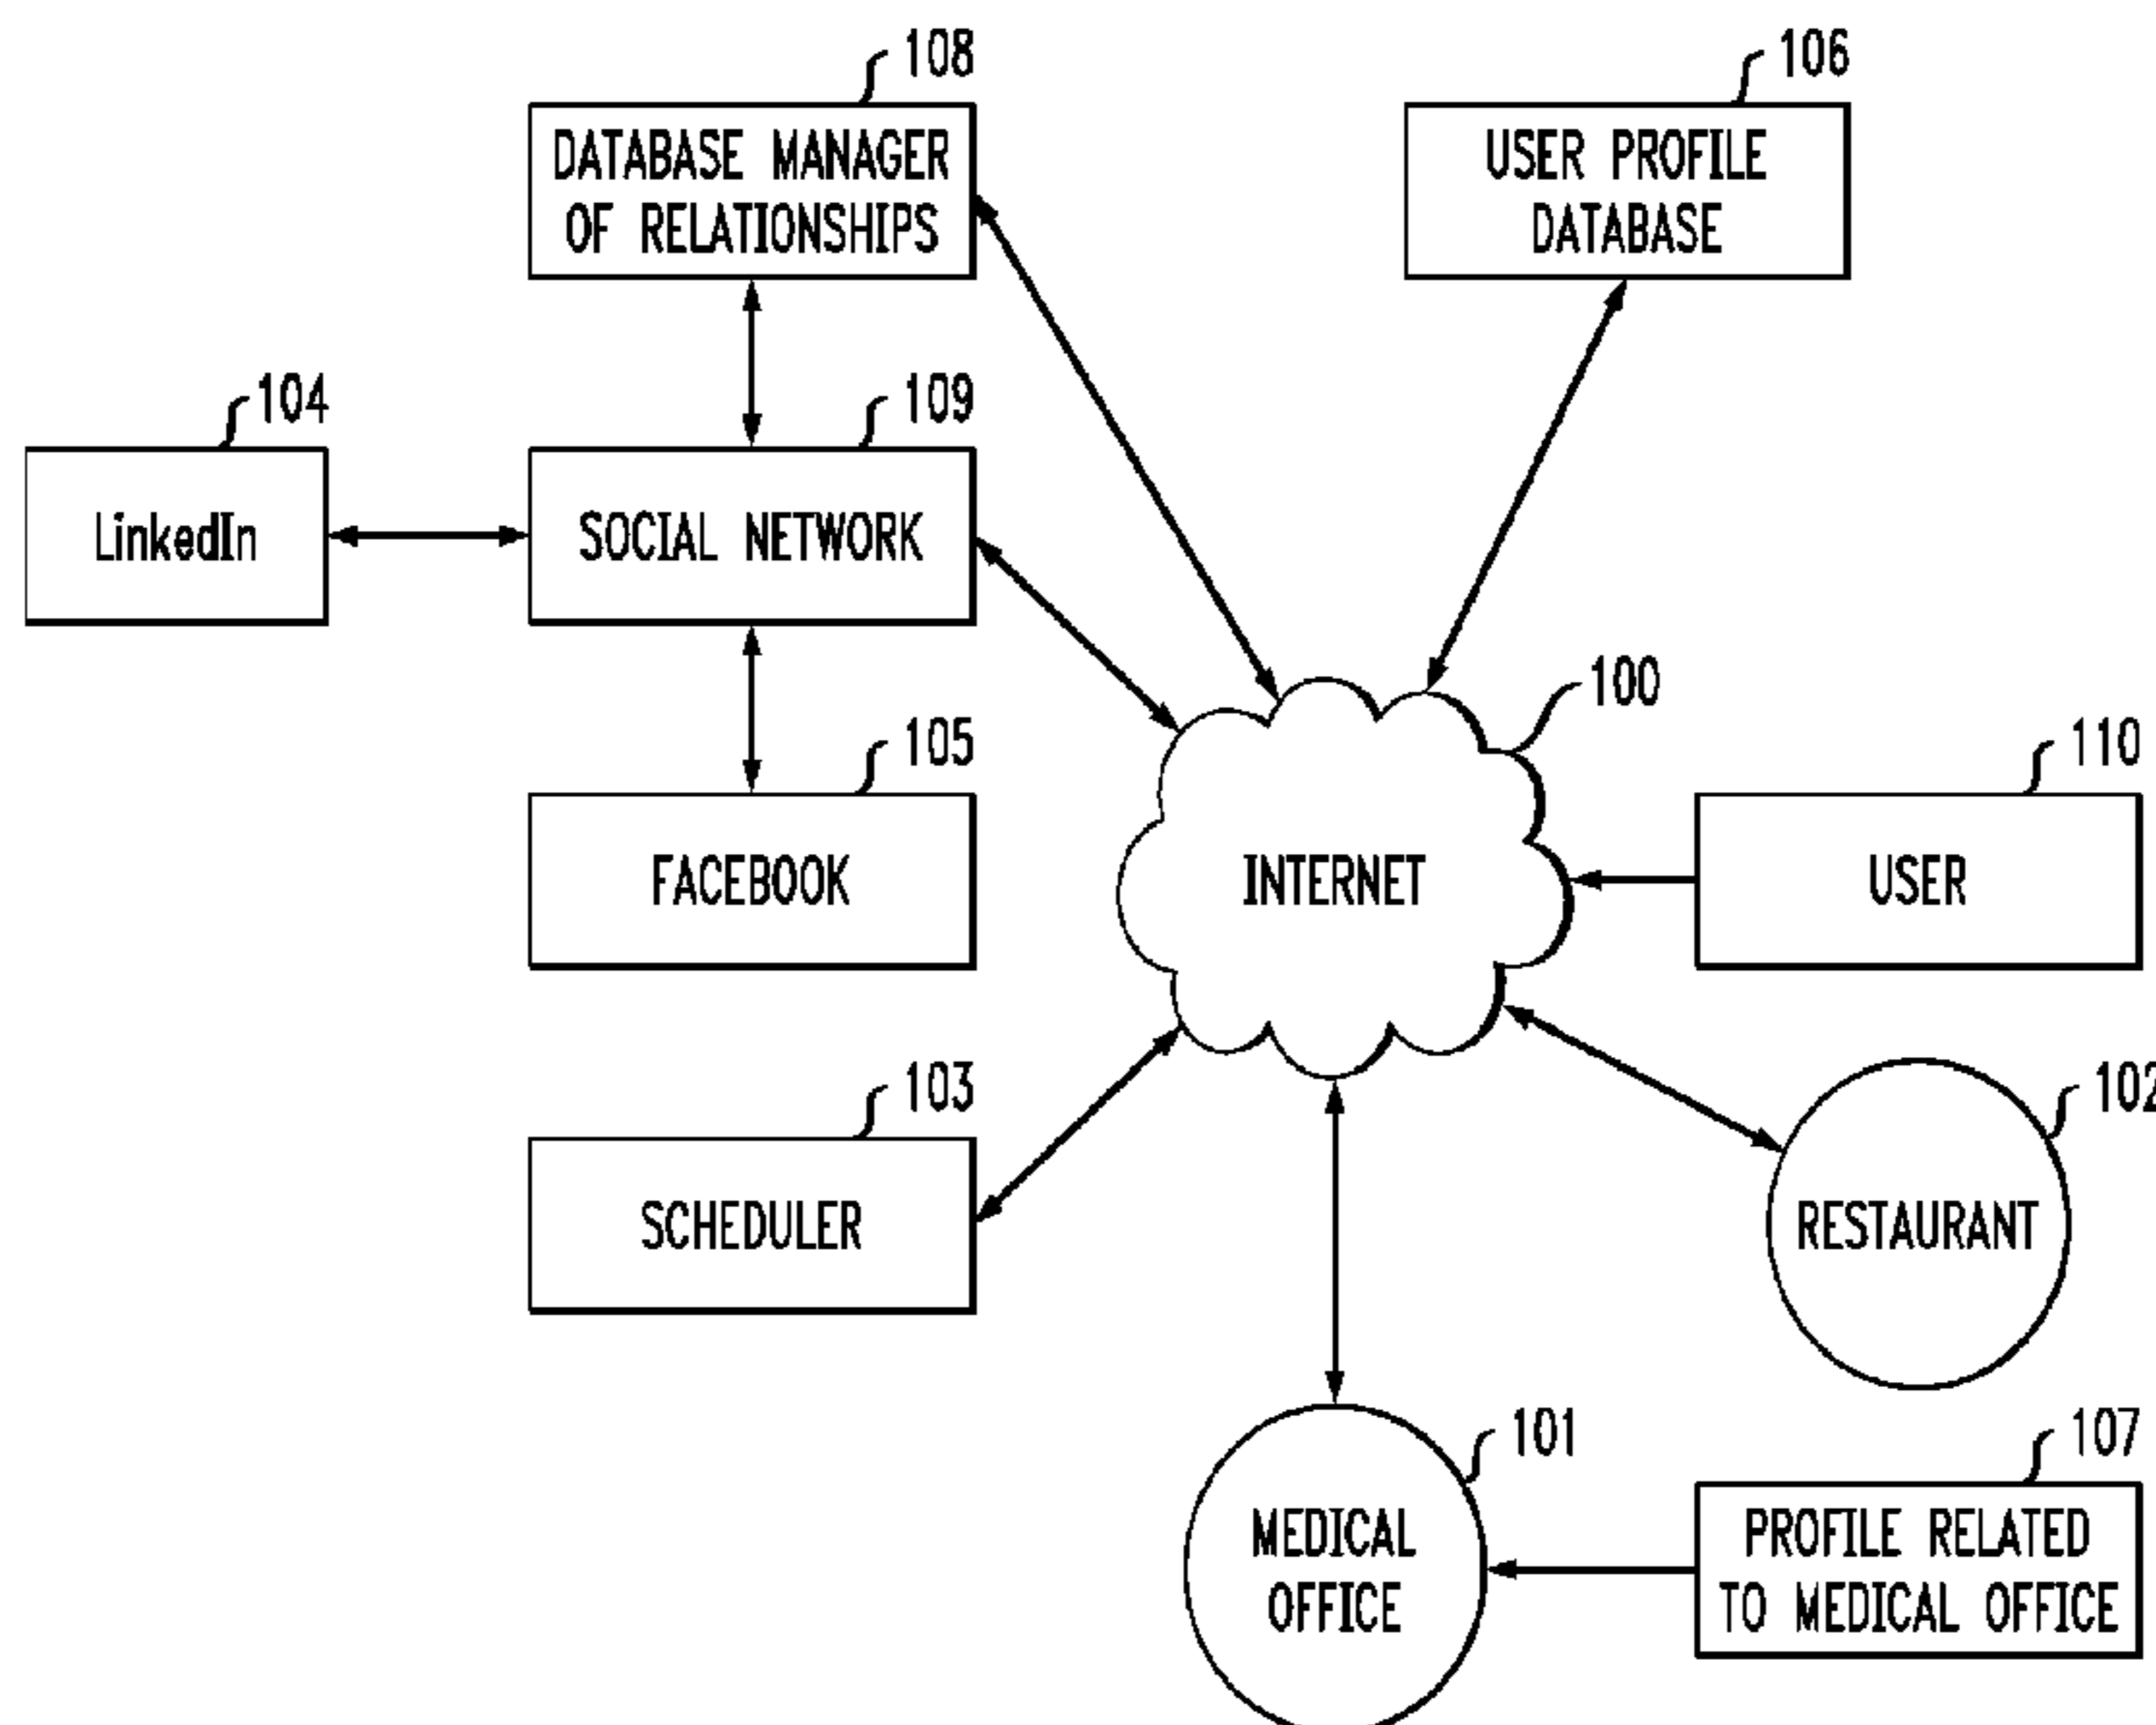 108
106
DATABASE MANAGER
OF RELATIONSHIPS
USER PROFILE
DATABASE
104
109
LinkedIn
SOCIAL NETWORK
100
105
110
FACEBOOK
INTERNET
USER
103
102
SCHEDULER
RESTAURANT
101
107
MEDICAL
OFFICE
PROFILE RELATED
TO MEDICAL OFFICE